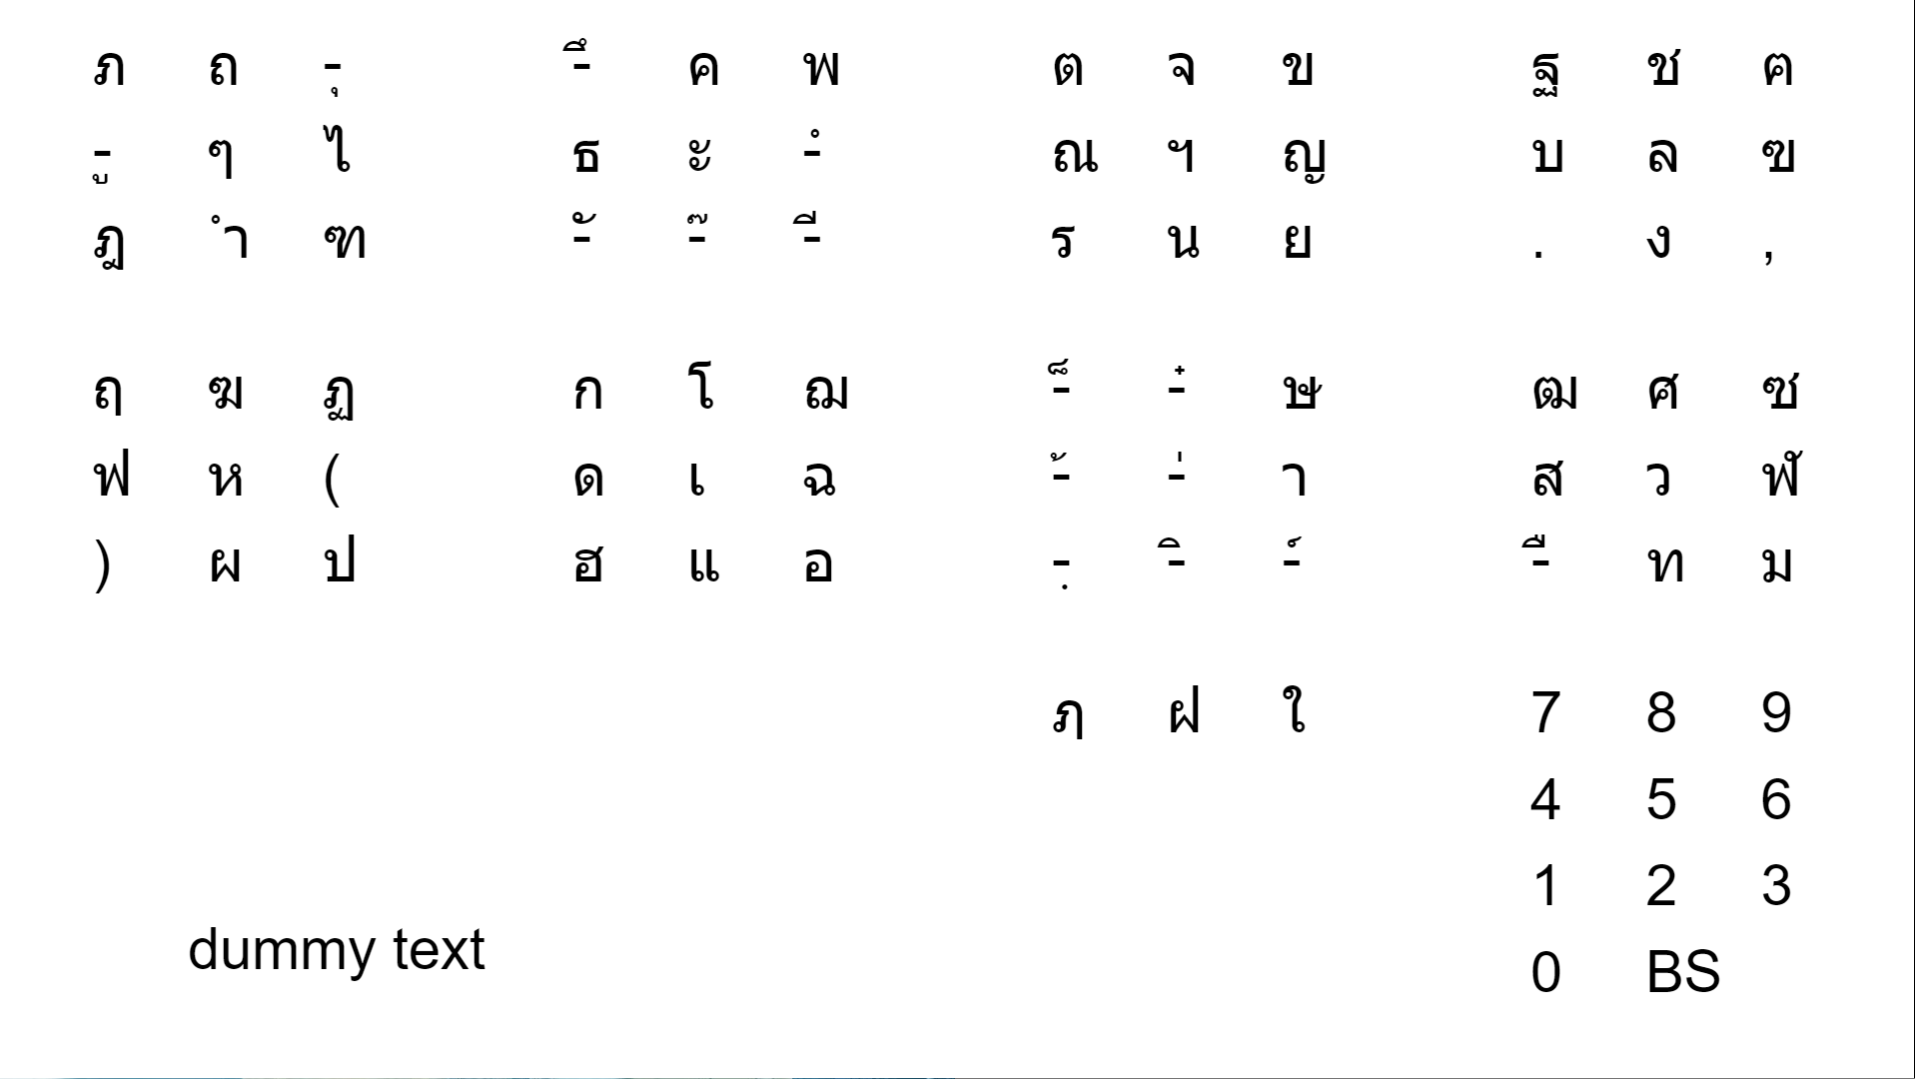 ภ ถ -ุ -ึ ค พ ต จ ข ฐ ช ฅ
-ู ๆ ไ ธ ะ -ํ ณ ฯ ญ บ ล ฃ
ฎ ำ ฑ -ั -๊ -ี ร น ย . ง ,
ฤ ฆ ฏ ก โ ฌ -็ -๋ ษ ฒ ศ ซ
ฟ ห ( ด เ ฉ -้ -่ า ส ว ฬ
) ผ ป ฮ แ อ -ฺ -ิ -์ -ื ท ม
ฦ ฝ ใ 7 8 9
4 5 6
1 2 3
dummy text
0 BS